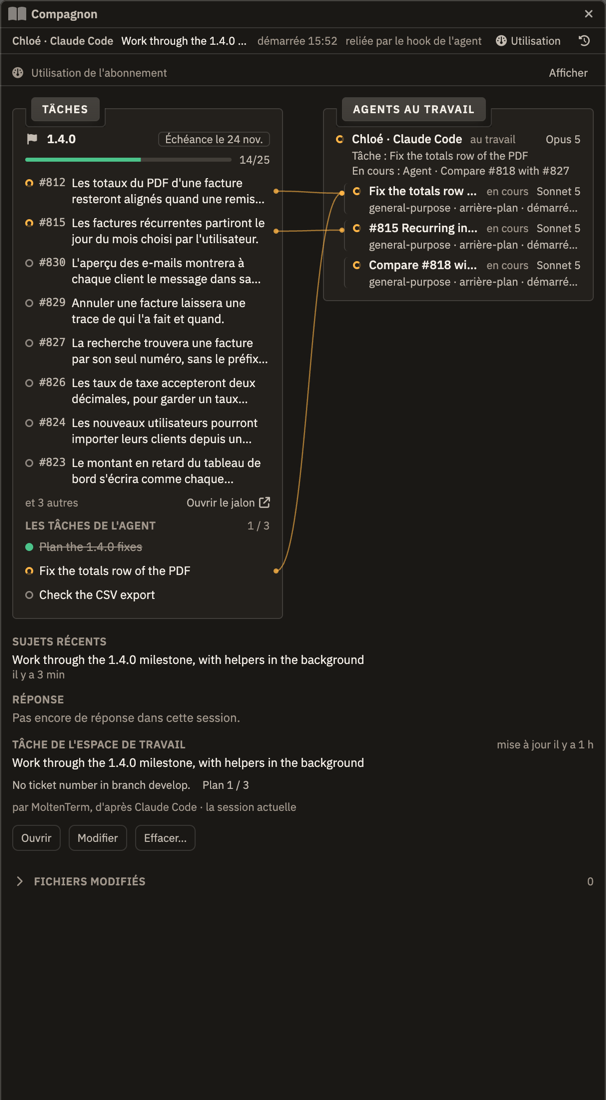 Compagnon
Chloé · Claude Code Work through the 1.4.0 ... démarrée 15:52 reliée par le hook de l'agent Utilisation
Utilisation de l'abonnement Afficher
TÂCHES
1.4.0 Échéance le 24 nov.
14/25
#812 Les totaux du PDF d'une facture
resteront alignés quand une remis...
#815 Les factures récurrentes partiront le
jour du mois choisi par l'utilisateur.
#830 L'aperçu des e-mails montrera à
chaque client le message dans sa...
#829 Annuler une facture laissera une
trace de qui l'a fait et quand.
#827 La recherche trouvera une facture
par son seul numéro, sans le préfix...
#826 Les taux de taxe accepteront deux
décimales, pour garder un taux...
#824 Les nouveaux utilisateurs pourront
importer leurs clients depuis un...
#823 Le montant en retard du tableau de
bord s'écrira comme chaque...
et 3 autres Ouvrir le jalon
LES TÂCHES DE L'AGENT 1 / 3
Plan the 1.4.0 fixes
Fix the totals row of the PDF
Check the CSV export
AGENTS AU TRAVAIL
Chloé · Claude Code au travail Opus 5
Tâche : Fix the totals row of the PDF
En cours : Agent · Compare #818 with #827
Fix the totals row ... en cours Sonnet 5
general-purpose · arrière-plan · démarré...
#815 Recurring in... en cours Sonnet 5
general-purpose · arrière-plan · démarré...
Compare #818 wi... en cours Sonnet 5
general-purpose · arrière-plan · démarré...
SUJETS RÉCENTS
Work through the 1.4.0 milestone, with helpers in the background
il y a 3 min
RÉPONSE
Pas encore de réponse dans cette session.
TÂCHE DE L'ESPACE DE TRAVAIL mise à jour il y a 1 h
Work through the 1.4.0 milestone, with helpers in the background
No ticket number in branch develop. Plan 1 / 3
par MoltenTerm, d'après Claude Code · la session actuelle
Ouvrir Modifier Effacer...
FICHIERS MODIFIÉS 0